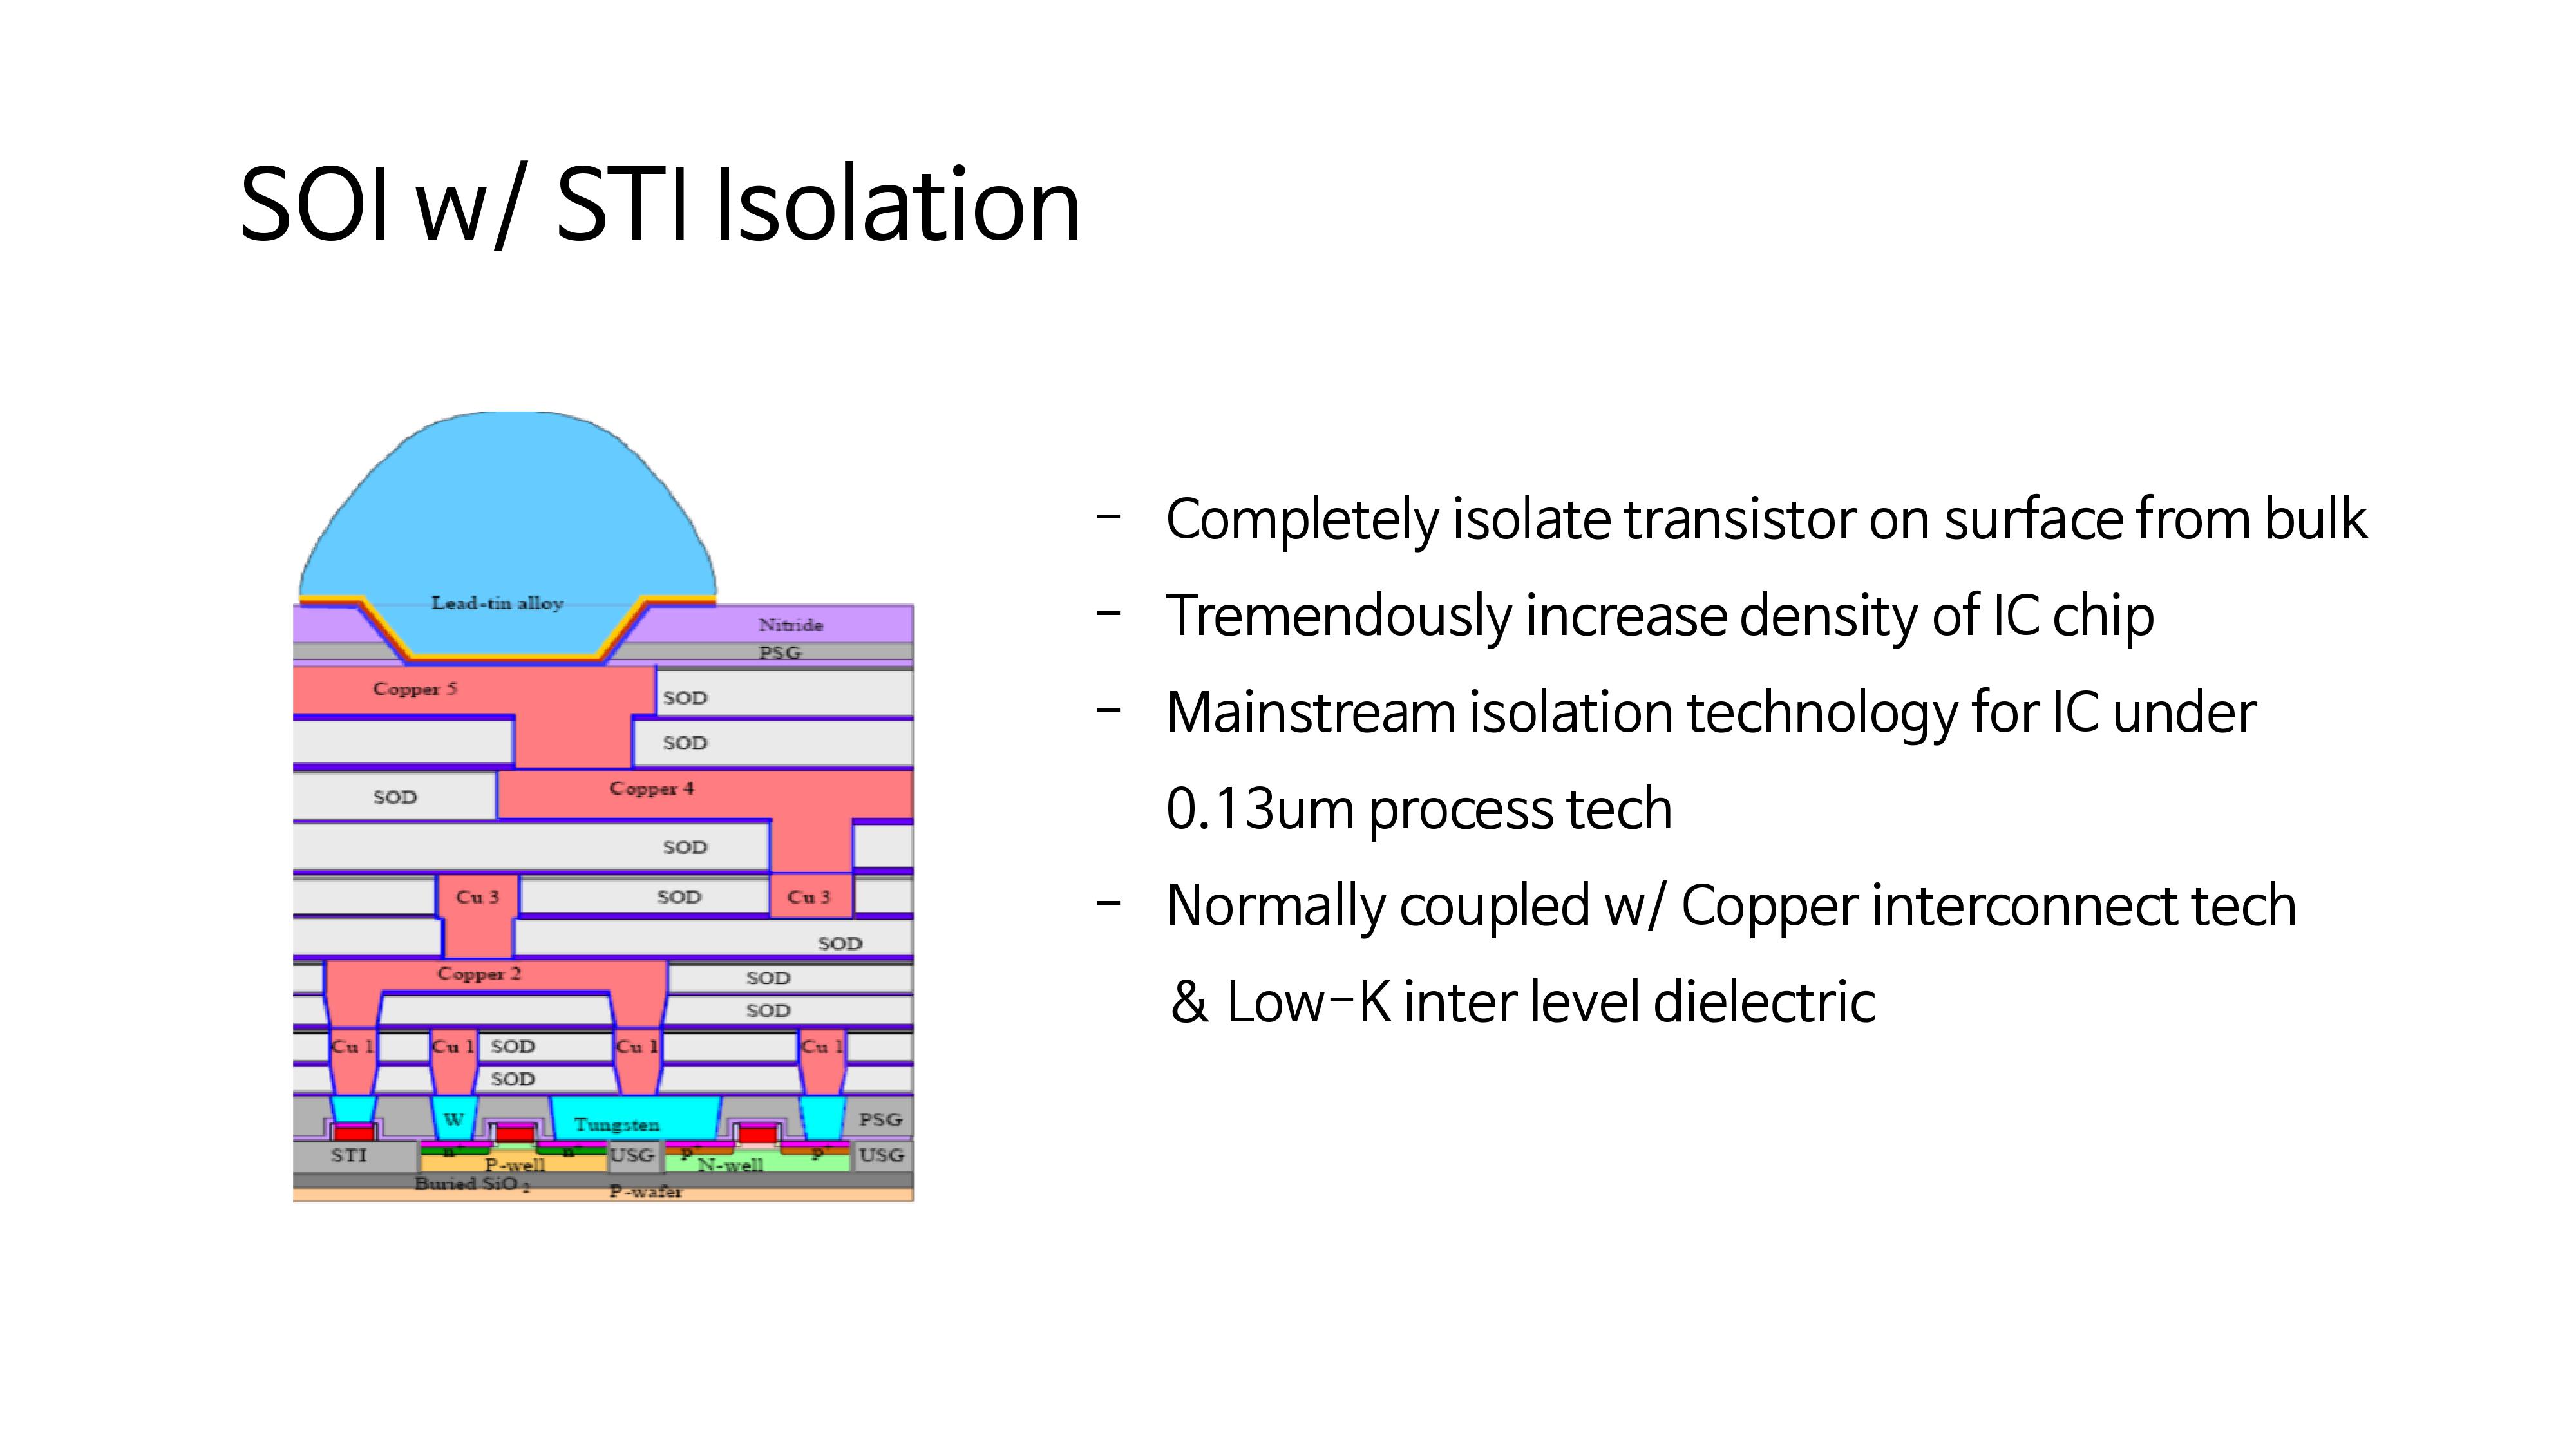 SOI w/ STI Isolation
Lead-tin alloy
Nitride
PSG
Copper 5
SOD
SOD
Copper 4
SOD
SOD
Cu 3
SOD
Cu 3
SOD
Copper 2
SOD
SOD
Cu 1
Cu 1
SOD
Cu 1
Cu 1
SOD
W
Tungsten
PSG
STI
n+
n+
USG
p+
p+
USG
P-well
N-well
Buried SiO2
P-wafer
- Completely isolate transistor on surface from bulk
- Tremendously increase density of IC chip
- Mainstream isolation technology for IC under
0.13um process tech
- Normally coupled w/ Copper interconnect tech
& Low-K inter level dielectric